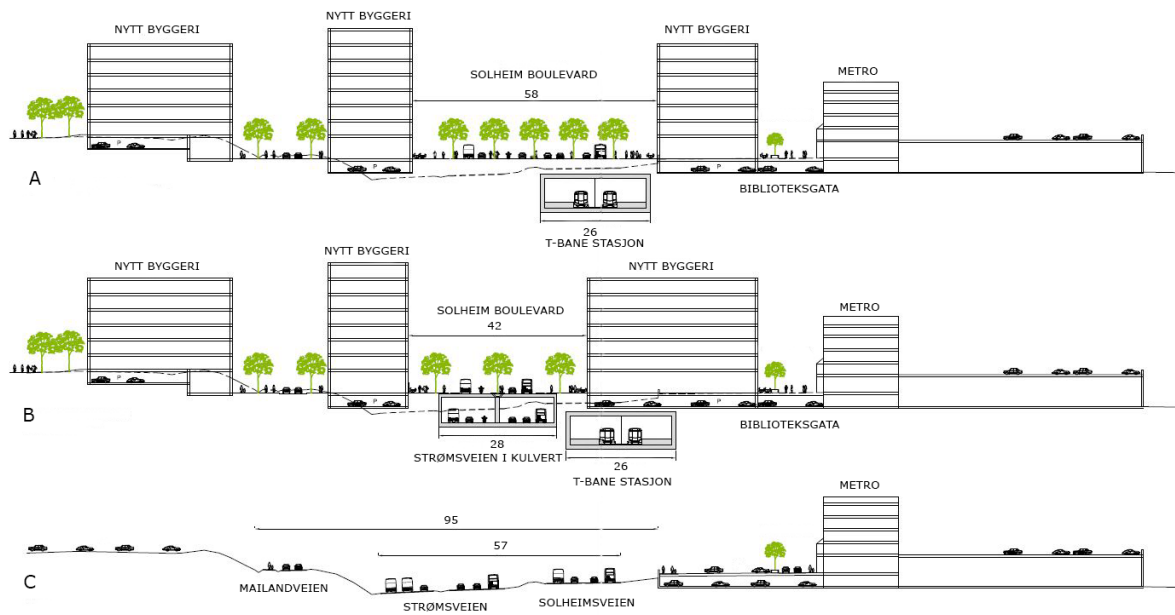 NYTT BYGGERI
NYTT BYGGERI
NYTT BYGGERI
SOLHEIM BOULEVARD
58
METRO
P
P
P
A
BIBLIOTEKSGATA
26
T-BANE STASJON
NYTT BYGGERI
NYTT BYGGERI
NYTT BYGGERI
SOLHEIM BOULEVARD
42
METRO
P
P
P
B
BIBLIOTEKSGATA
28
STRØMSVEIEN I KULVERT
26
T-BANE STASJON
METRO
95
57
C
MAILANDVEIEN
STRØMSVEIEN
SOLHEIMSVEIEN